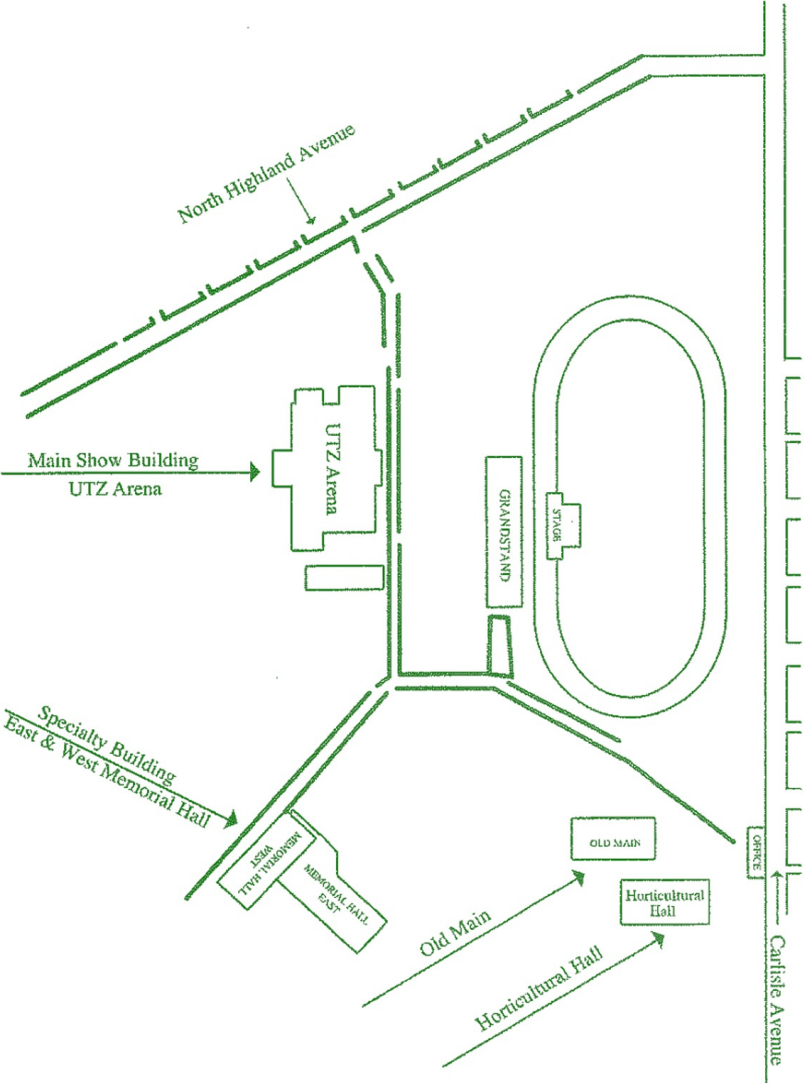 North Highland Avenue
Main Show Building
UTZ Arena
UTZ Arena
GRANDSTAND
STAGE
Specialty Building
East & West Memorial Hall
MEMORIAL HALL
WEST
MEMORIAL HALL
EAST
OLD MAIN
OFFICE
Horticultural
Hall
Old Main
Horticultural Hall
Carlisle Avenue